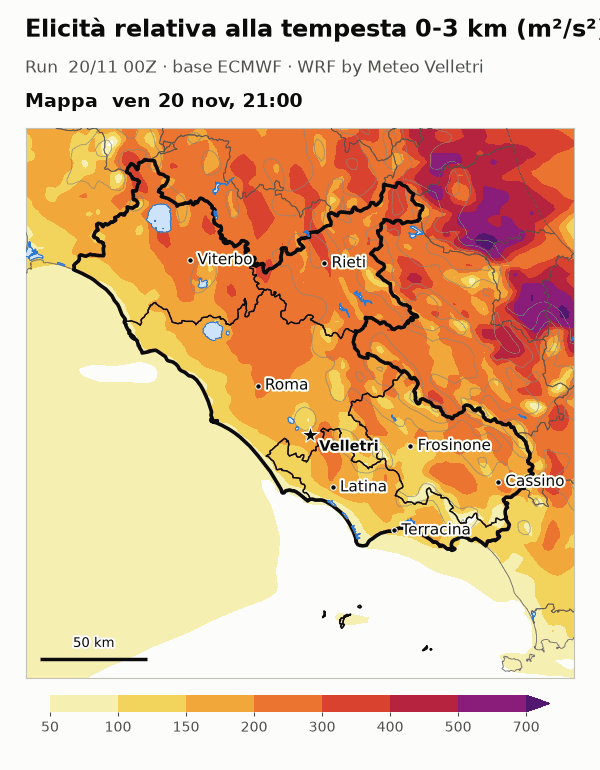 Elicità relativa alla tempesta 0-3 km (m²/s²)
Run  20/11 00Z · base ECMWF · WRF by Meteo Velletri
Mappa  ven 20 nov, 21:00
Viterbo
Rieti
Roma
Velletri
Frosinone
Cassino
Latina
Terracina
50 km
50 100 150 200 300 400 500 700